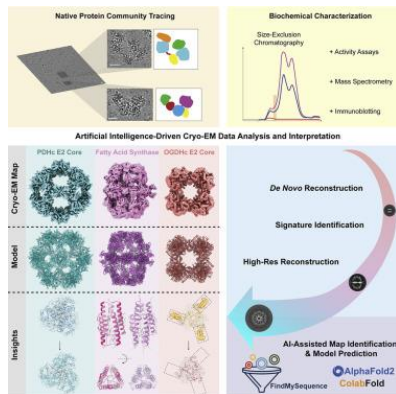 Native Protein Community Tracing
Biochemical Characterization
Size-Exclusion
Chromatography
+ Activity Assays
+ Mass Spectrometry
+ Immunoblotting
Artificial Intelligence-Driven Cryo-EM Data Analysis and Interpretation
PDHc E2 Core
Fatty Acid Synthase
OGDHc E2 Core
Cryo-EM Map
Model
Insights
De Novo Reconstruction
Signature Identification
High-Res Reconstruction
AI-Assisted Map Identification
& Model Prediction
FindMySequence
AlphaFold2
ColabFold